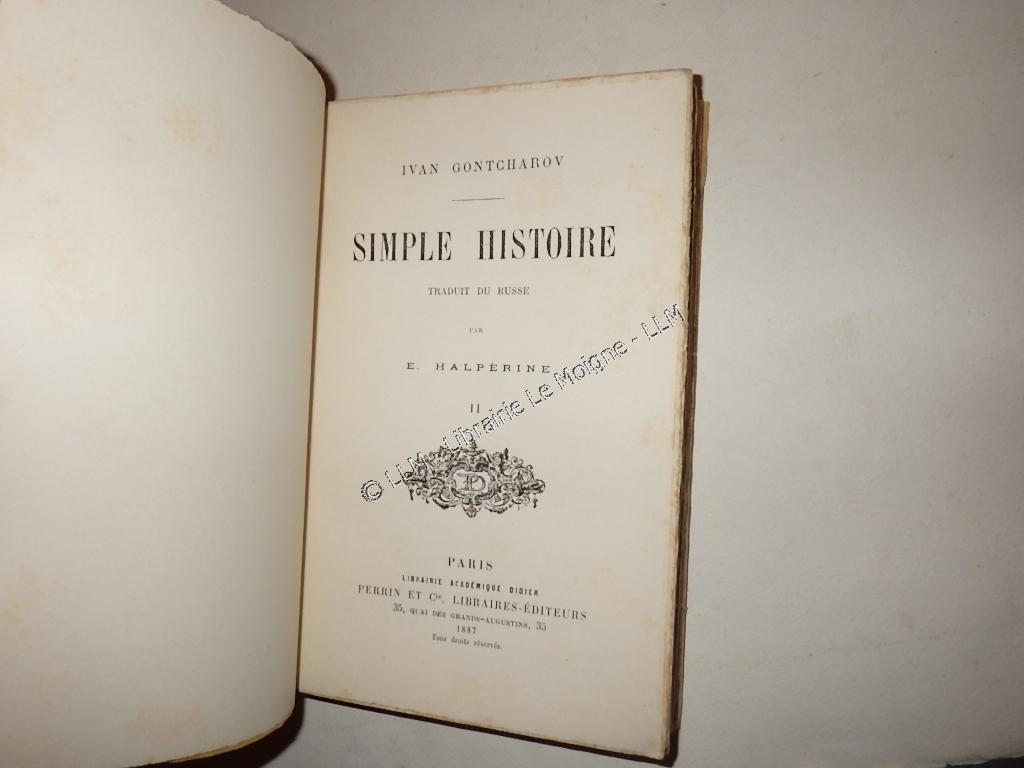 IVAN GONTCHAROV
SIMPLE HISTOIRE
TRADUIT DU RUSSE
PAR
E. HALPÉRINE
II
PD
PARIS
LIBRAIRIE ACADÉMIQUE DIDIER
PERRIN ET Cie, LIBRAIRES-ÉDITEURS
35, QUAI DES GRANDS-AUGUSTINS, 35
1887
Tous droits réservés.
© LLM - Librairie Le Moigne - LLM